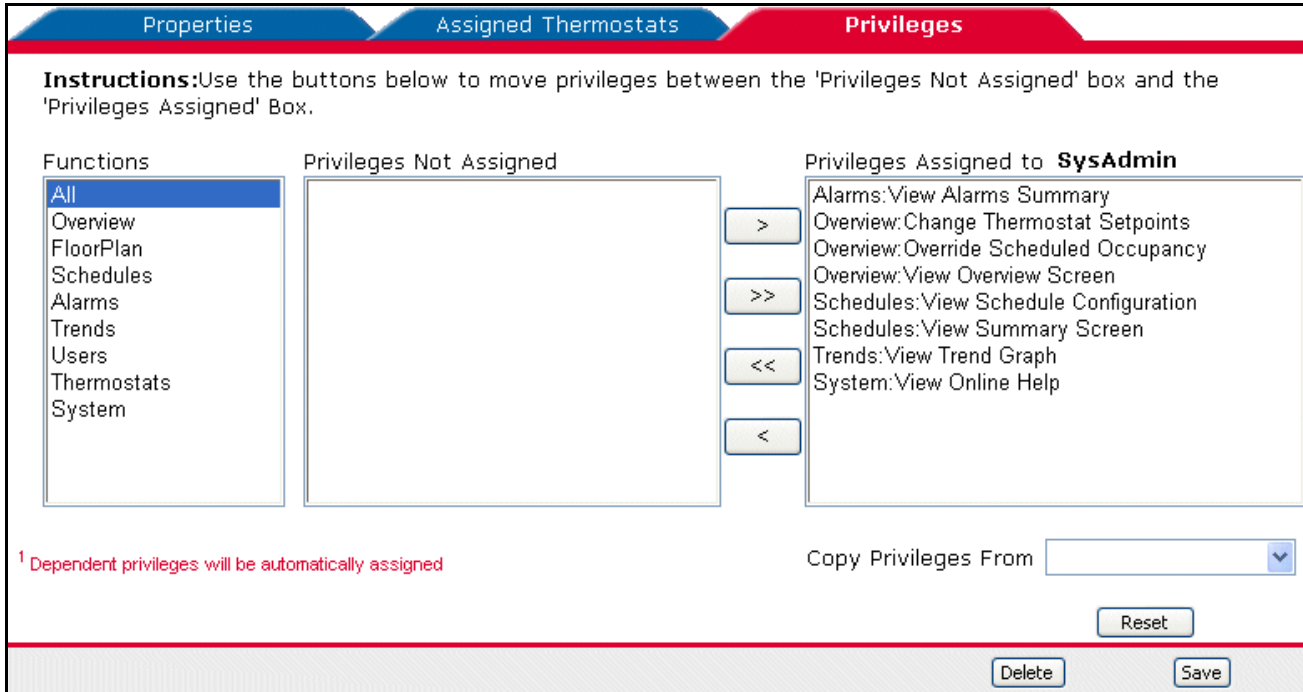 Properties
Assigned Thermostats
Privileges
Instructions:Use the buttons below to move privileges between the 'Privileges Not Assigned' box and the
'Privileges Assigned' Box.
Functions
All
Overview
FloorPlan
Schedules
Alarms
Trends
Users
Thermostats
System
Privileges Not Assigned
>
>>
<<
<
Privileges Assigned to SysAdmin
Alarms:View Alarms Summary
Overview:Change Thermostat Setpoints
Overview:Override Scheduled Occupancy
Overview:View Overview Screen
Schedules:View Schedule Configuration
Schedules:View Summary Screen
Trends:View Trend Graph
System:View Online Help
1 Dependent privileges will be automatically assigned
Copy Privileges From
Reset
Delete
Save